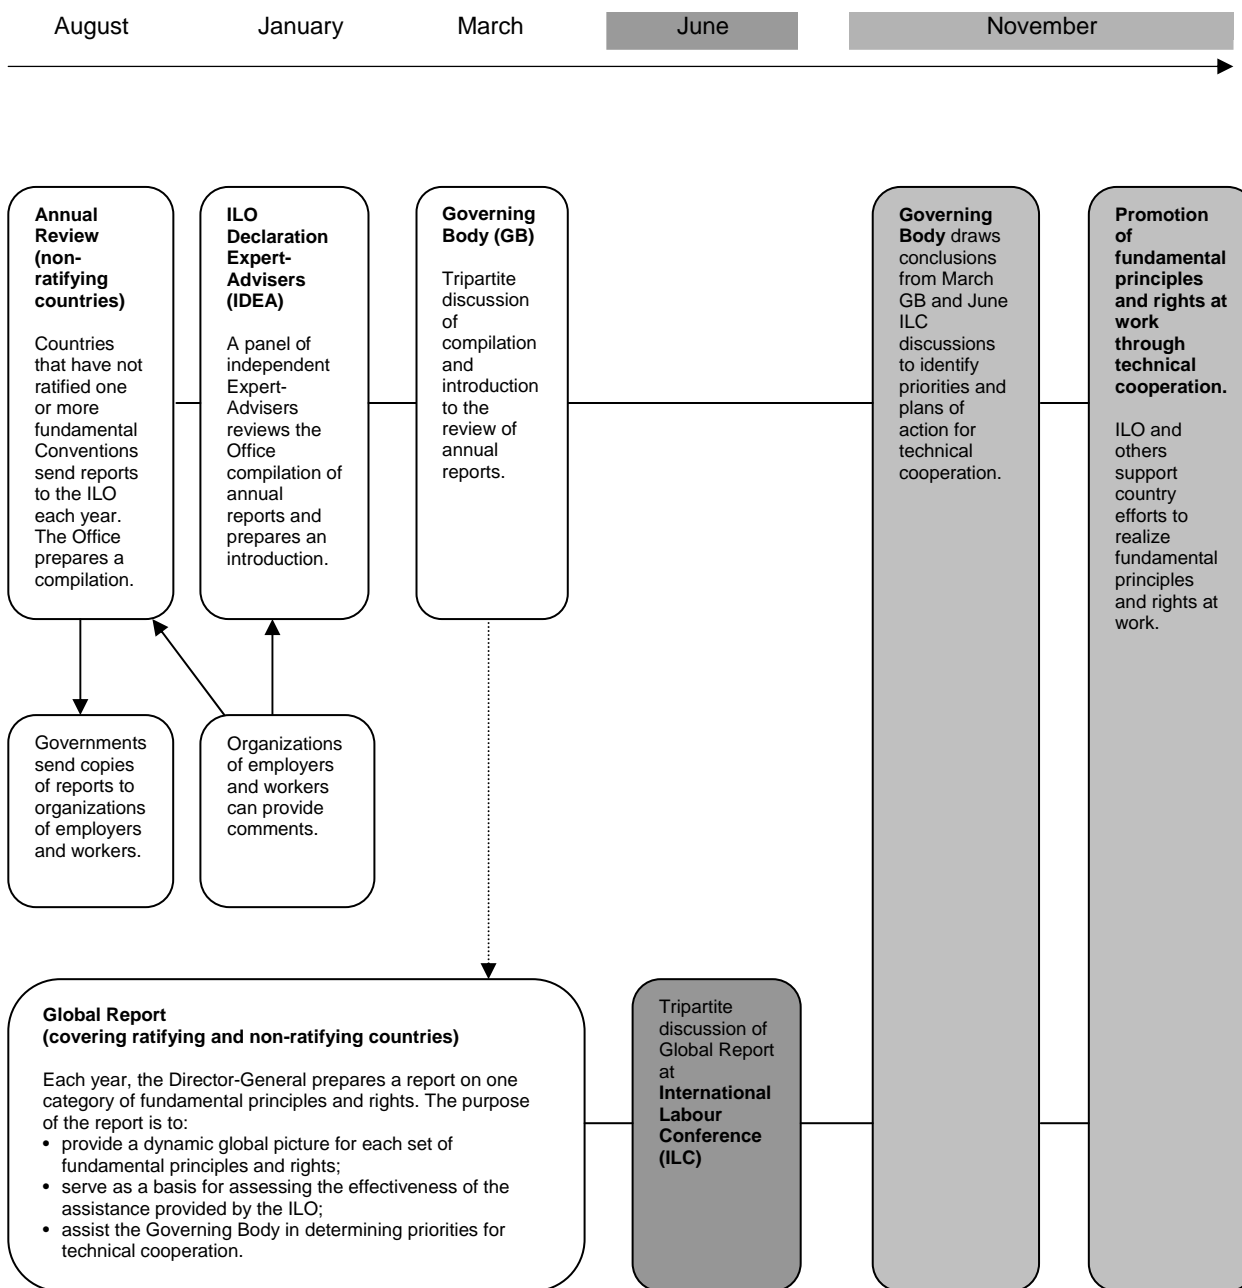 August
January
March
June
November
Annual
Review
(non-
ratifying
countries)
Countries
that have not
ratified one
or more
fundamental
Conventions
send reports
to the ILO
each year.
The Office
prepares a
compilation.
ILO
Declaration
Expert-
Advisers
(IDEA)
A panel of
independent
Expert-
Advisers
reviews the
Office
compilation of
annual
reports and
prepares an
introduction.
Governing
Body (GB)
Tripartite
discussion
of
compilation
and
introduction
to the
review of
annual
reports.
Governing
Body draws
conclusions
from March
GB and June
ILC
discussions
to identify
priorities and
plans of
action for
technical
cooperation.
Promotion
of
fundamental
principles
and rights at
work
through
technical
cooperation.
ILO and
others
support
country
efforts to
realize
fundamental
principles
and rights at
work.
Governments
send copies
of reports to
organizations
of employers
and workers.
Organizations
of employers
and workers
can provide
comments.
Global Report
(covering ratifying and non-ratifying countries)
Each year, the Director-General prepares a report on one
category of fundamental principles and rights. The purpose
of the report is to:
• provide a dynamic global picture for each set of
fundamental principles and rights;
• serve as a basis for assessing the effectiveness of the
assistance provided by the ILO;
• assist the Governing Body in determining priorities for
technical cooperation.
Tripartite
discussion of
Global Report
at
International
Labour
Conference
(ILC)